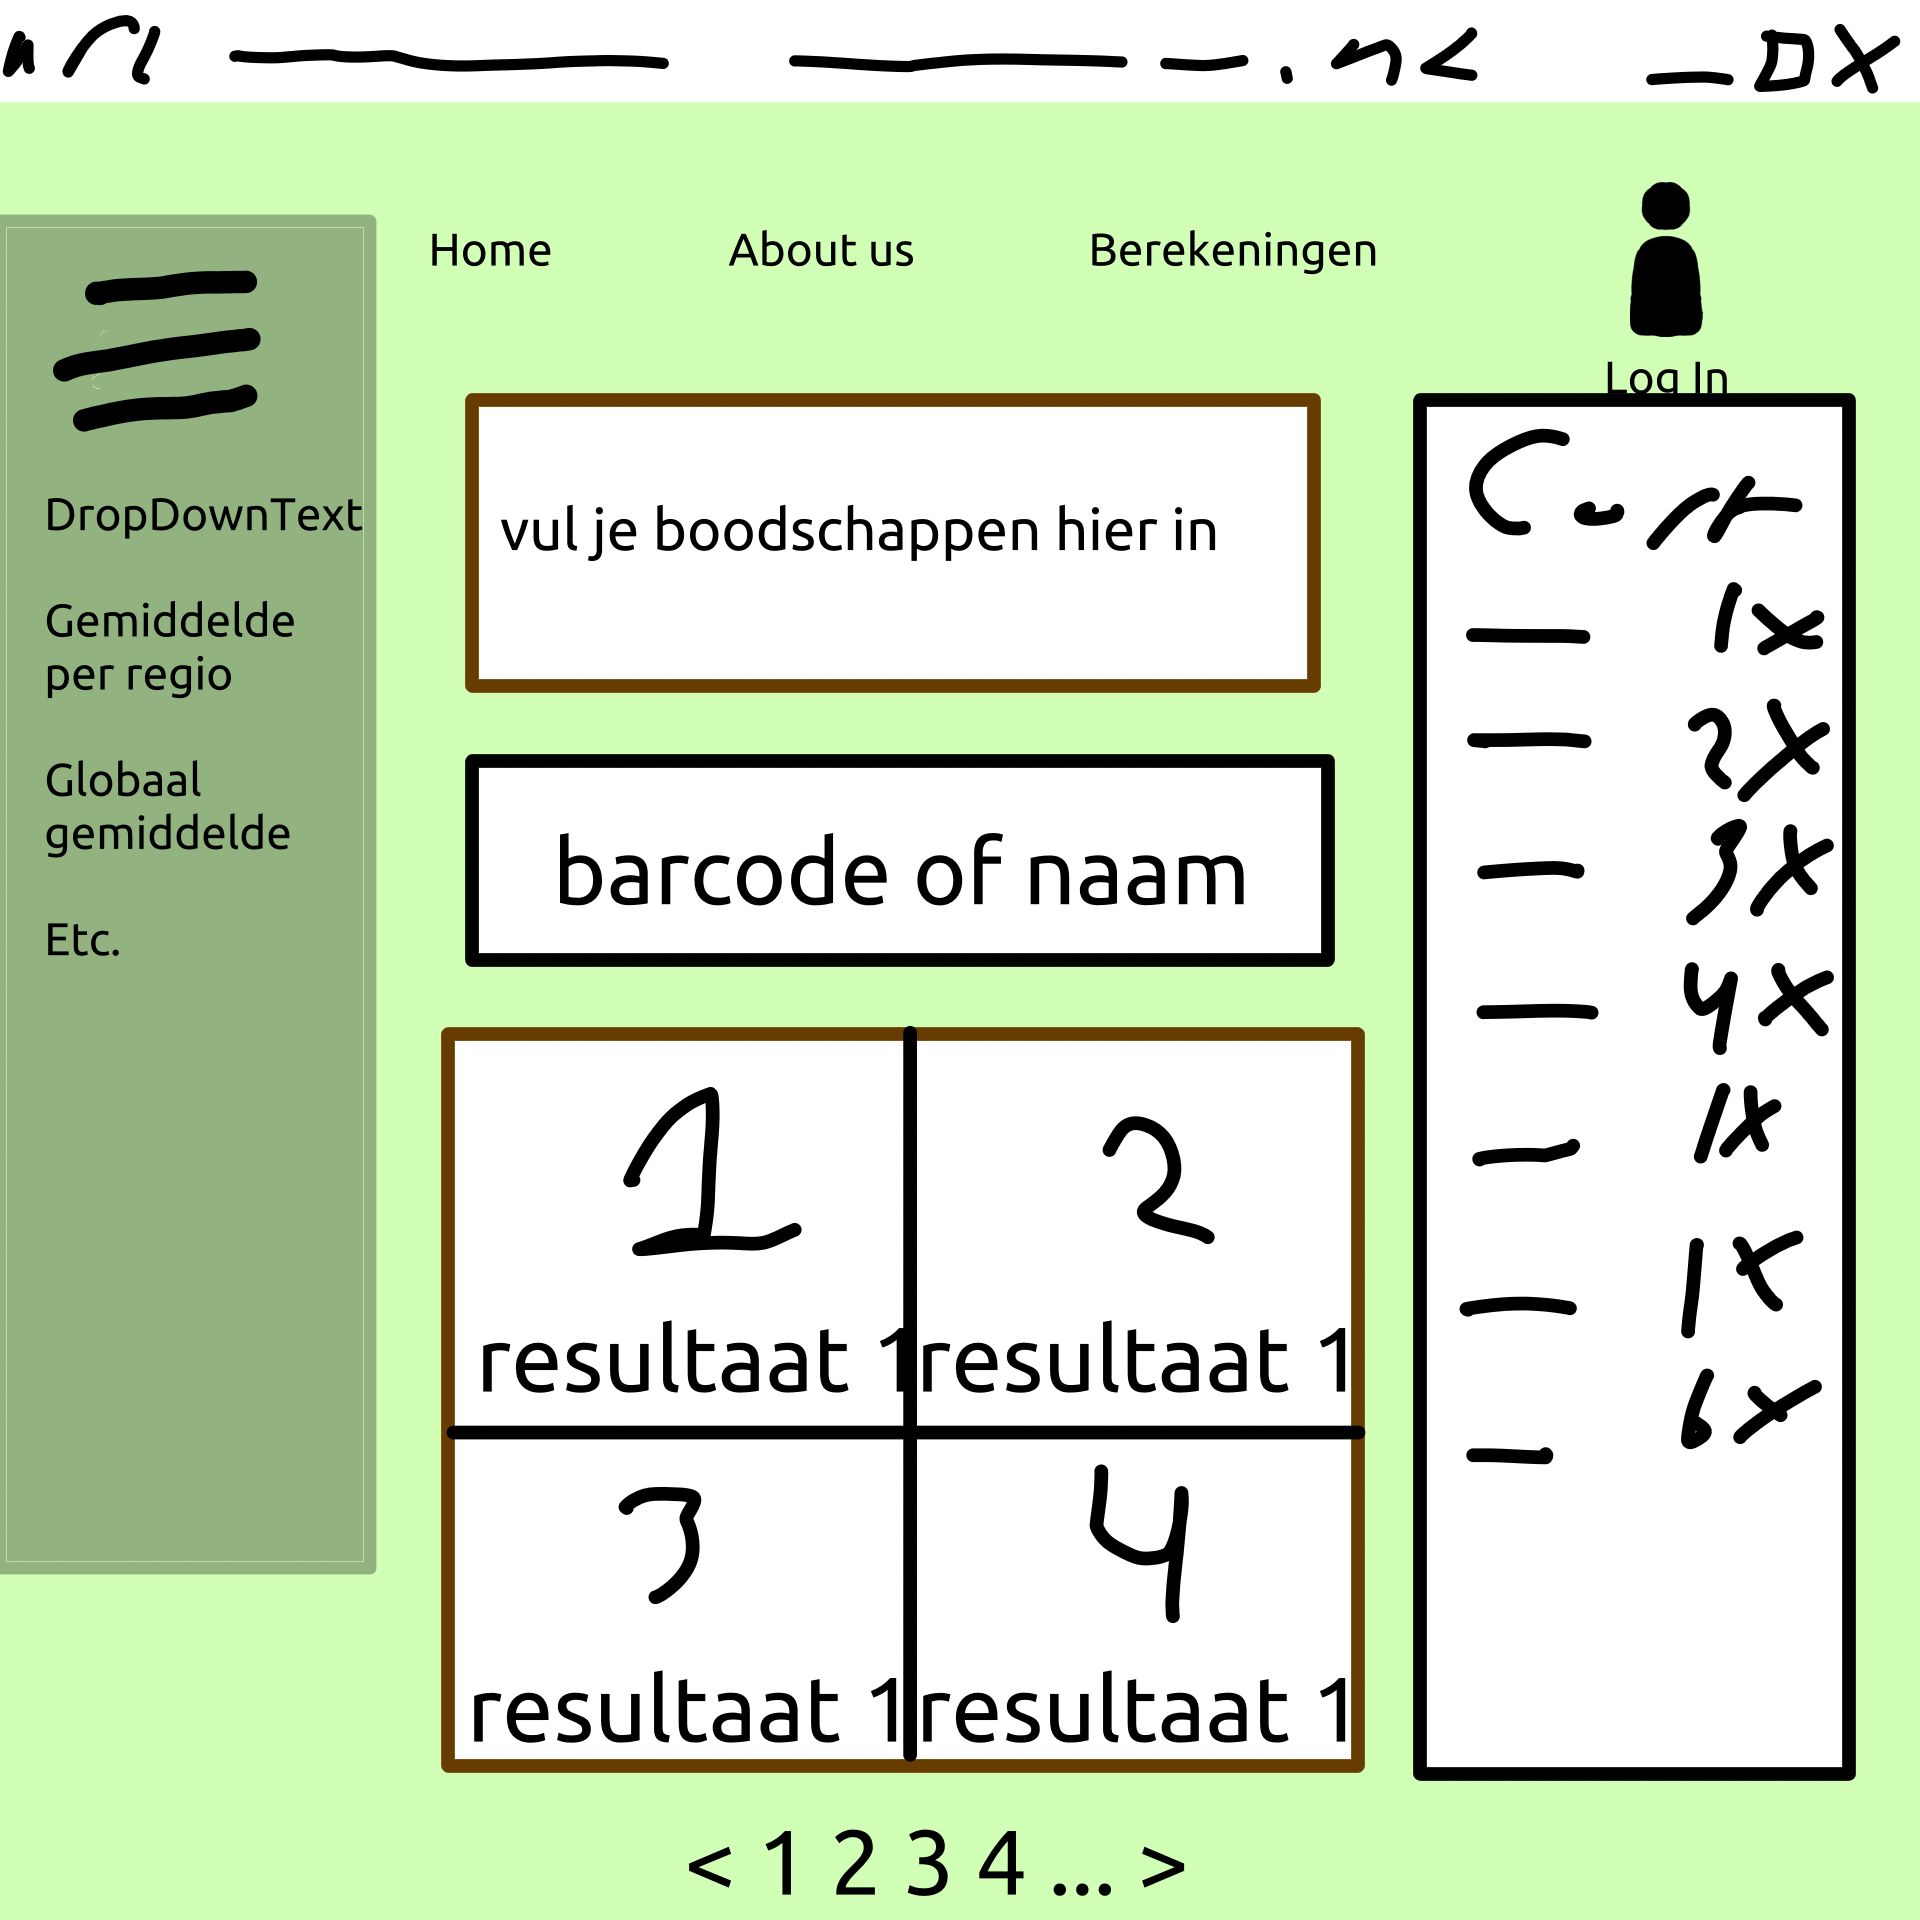 url .nl
Home About us Berekeningen
Log In
DropDownText
Gemiddelde
per regio
Globaal
gemiddelde
Etc.
vul je boodschappen hier in
barcode of naam
1 2
resultaat 1 resultaat 1
3 4
resultaat 1 resultaat 1
< 1 2 3 4 ... >
Cart
1x
2x
3x
4x
1x
1x
6x